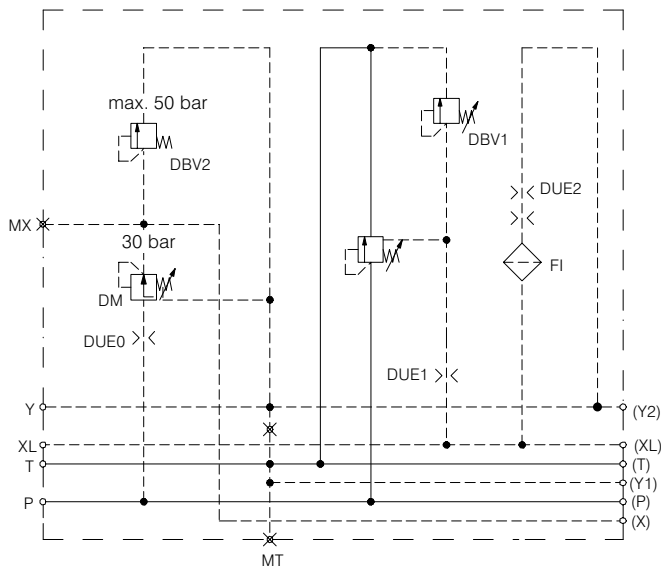 max. 50 bar
DBV2
DBV1
DUE2
MX
30 bar
FI
DM
DUE0
DUE1
Y
(Y2)
XL
(XL)
T
(T)
(Y1)
P
(P)
(X)
MT